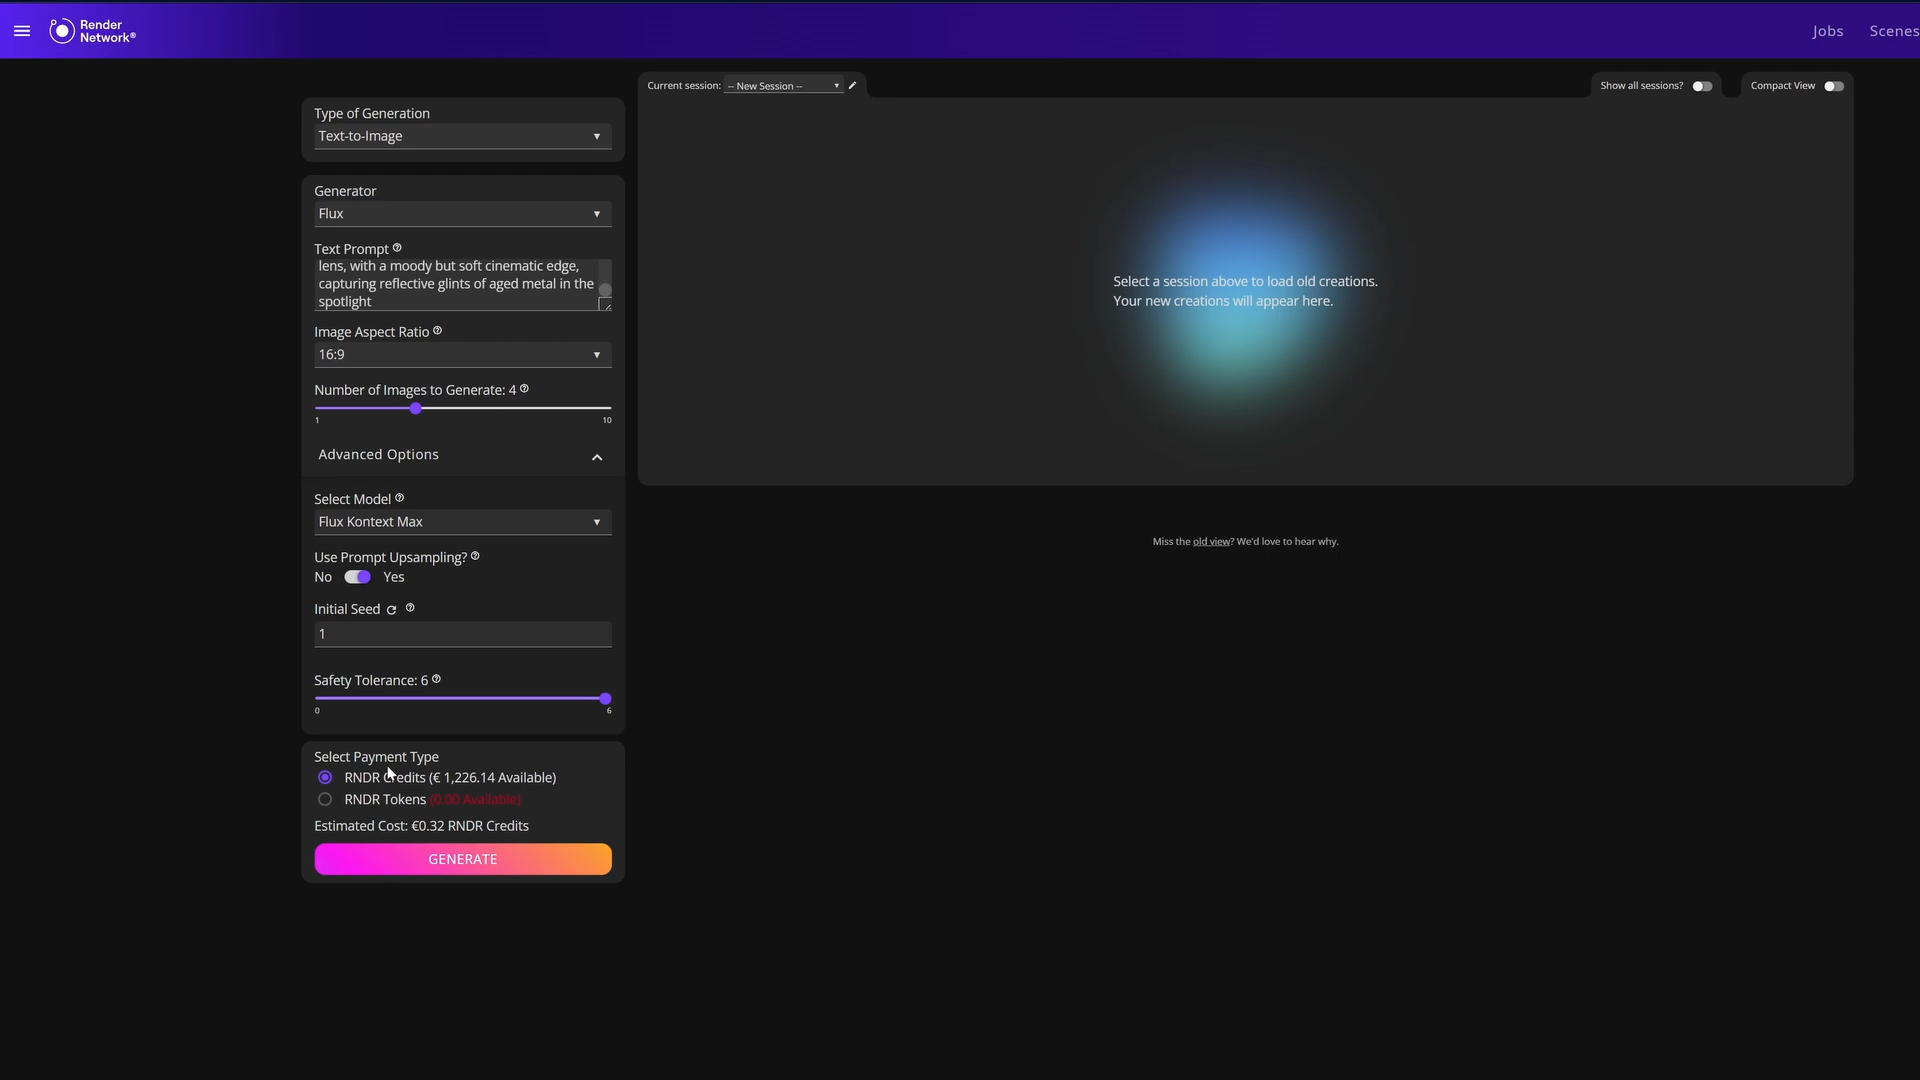 Render
Network®
Jobs
Scenes
Current session:
-- New Session --
Show all sessions?
Compact View
Type of Generation
Text-to-Image
Generator
Flux
Text Prompt
lens, with a moody but soft cinematic edge,
capturing reflective glints of aged metal in the
spotlight
Image Aspect Ratio
16:9
Number of Images to Generate: 4
1
10
Advanced Options
Select Model
Flux Kontext Max
Use Prompt Upsampling?
No
Yes
Initial Seed
1
Safety Tolerance: 6
0
6
Select Payment Type
RNDR Credits (€ 1,226.14 Available)
RNDR Tokens (0.00 Available)
Estimated Cost: €0.32 RNDR Credits
GENERATE
Select a session above to load old creations.
Your new creations will appear here.
Miss the old view? We'd love to hear why.